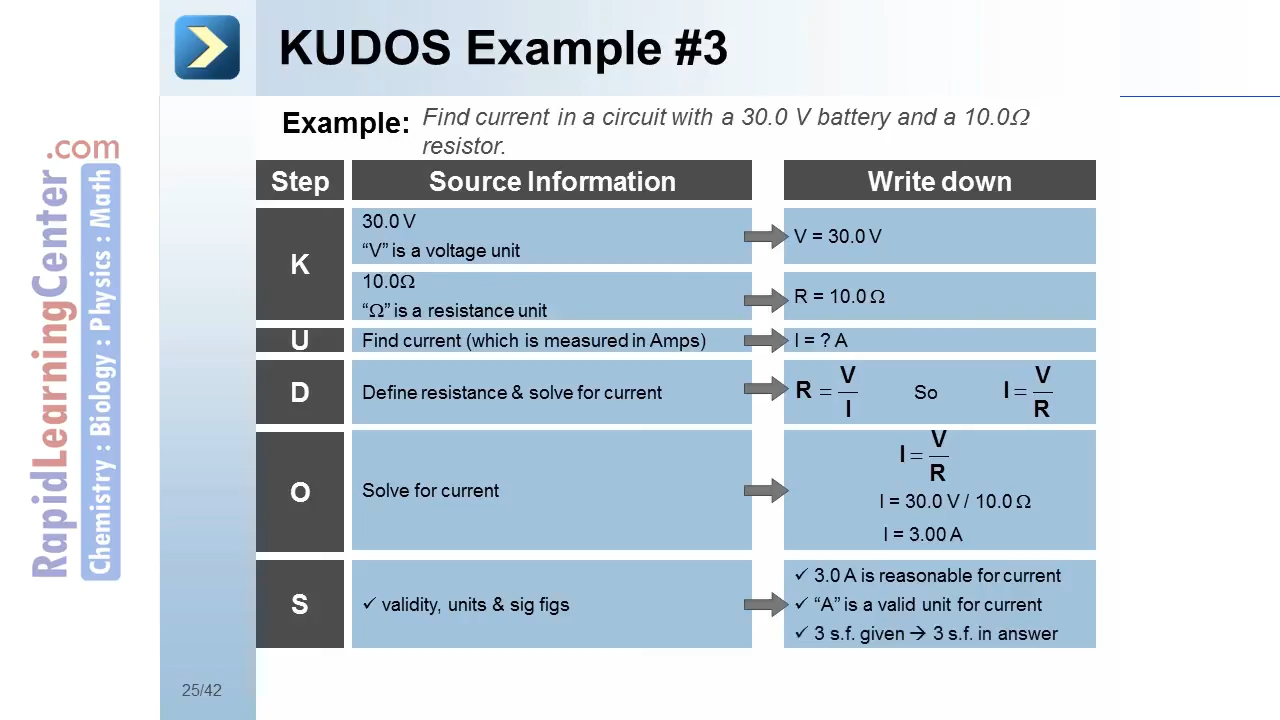 KUDOS Example #3
Example: Find current in a circuit with a 30.0 V battery and a 10.0Ω
resistor.
Step Source Information Write down
K
30.0 V
“V” is a voltage unit
V = 30.0 V
10.0Ω
“Ω” is a resistance unit
R = 10.0 Ω
U Find current (which is measured in Amps) I = ? A
D Define resistance & solve for current R = V/I So I = V/R
O Solve for current
I = V/R
I = 30.0 V / 10.0 Ω
I = 3.00 A
S ✓ validity, units & sig figs
✓ 3.0 A is reasonable for current
✓ “A” is a valid unit for current
✓ 3 s.f. given → 3 s.f. in answer
25/42
RapidLearningCenter.com
Chemistry : Biology : Physics : Math